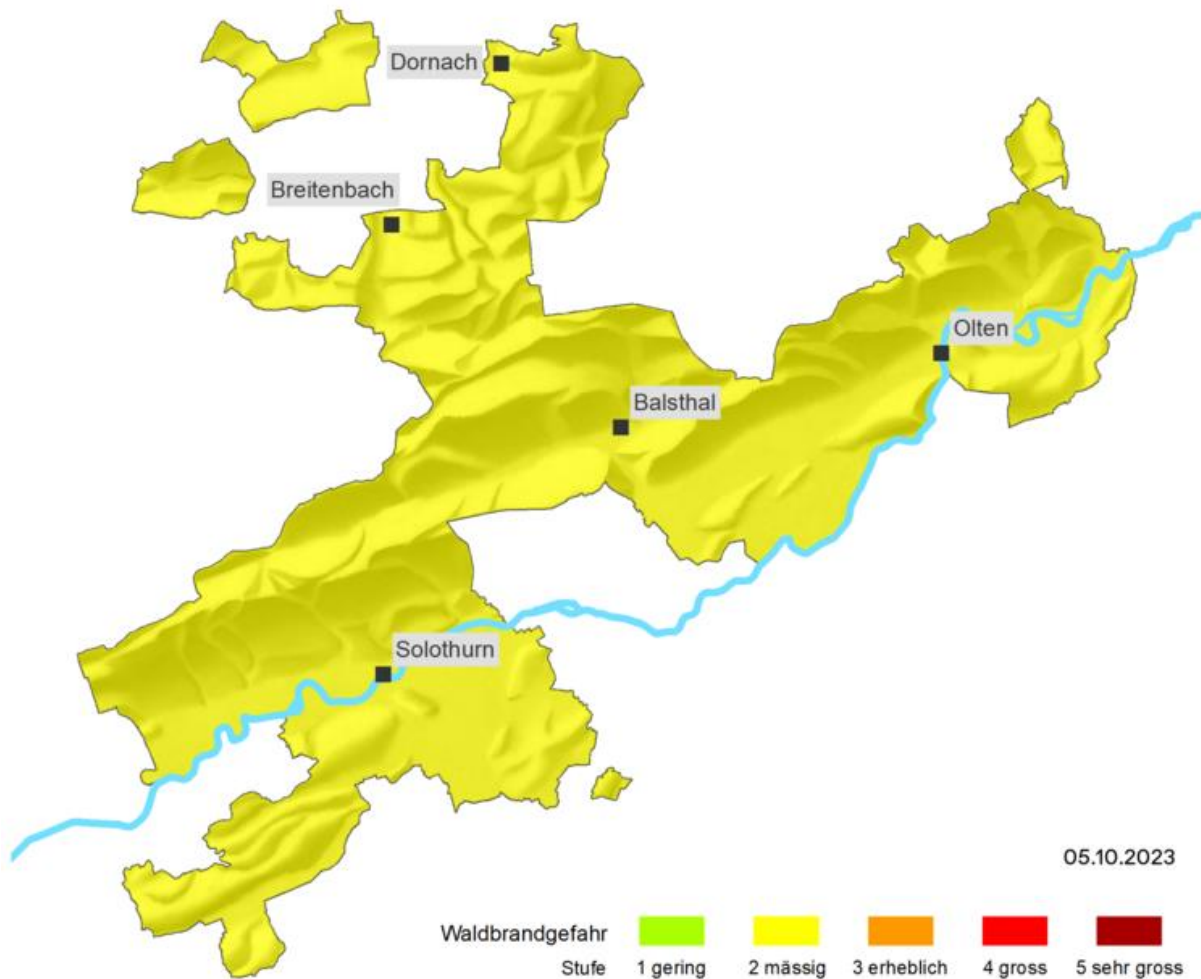 Dornach
Breitenbach
Olten
Balsthal
Solothurn
05.10.2023
Waldbrandgefahr
Stufe 1 gering 2 mässig 3 erheblich 4 gross 5 sehr gross